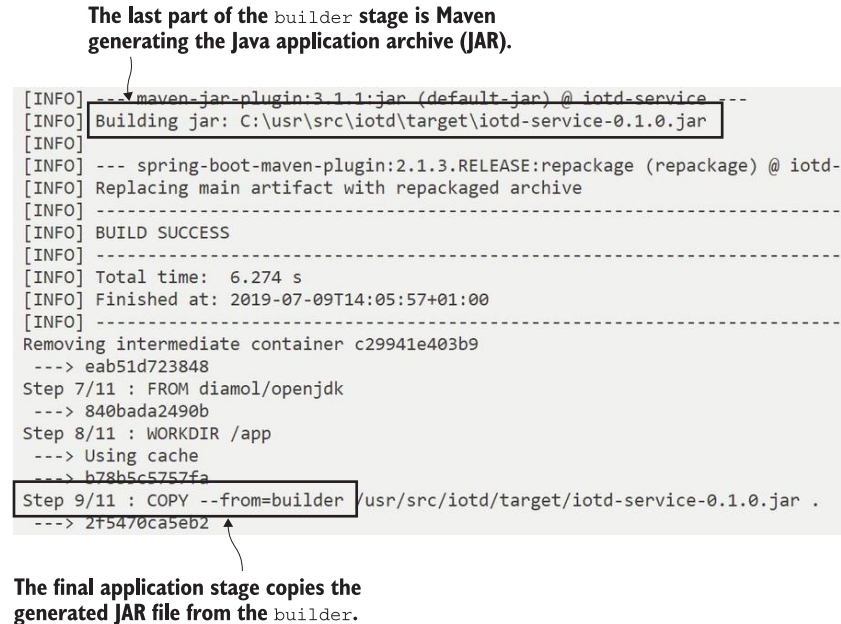 The last part of the builder stage is Maven
generating the Java application archive (JAR).
[INFO] --- maven-jar-plugin:3.1.1:jar (default-jar) @ iotd-service ---
[INFO] Building jar: C:\usr\src\iotd\target\iotd-service-0.1.0.jar
[INFO]
[INFO] --- spring-boot-maven-plugin:2.1.3.RELEASE:repackage (repackage) @ iotd-
[INFO] Replacing main artifact with repackaged archive
[INFO] ------------------------------------------------------------------------
[INFO] BUILD SUCCESS
[INFO] ------------------------------------------------------------------------
[INFO] Total time:  6.274 s
[INFO] Finished at: 2019-07-09T14:05:57+01:00
[INFO] ------------------------------------------------------------------------
Removing intermediate container c29941e403b9
 ---> eab51d723848
Step 7/11 : FROM diamol/openjdk
 ---> 840bada2490b
Step 8/11 : WORKDIR /app
 ---> Using cache
 ---> b78b5c5757fa
Step 9/11 : COPY --from=builder /usr/src/iotd/target/iotd-service-0.1.0.jar .
 ---> 2f5470ca5eb2
The final application stage copies the
generated JAR file from the builder.